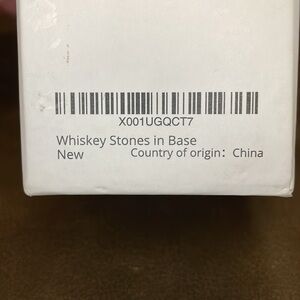 X001UGQCT7
Whiskey Stones in Base
New Country of origin: China